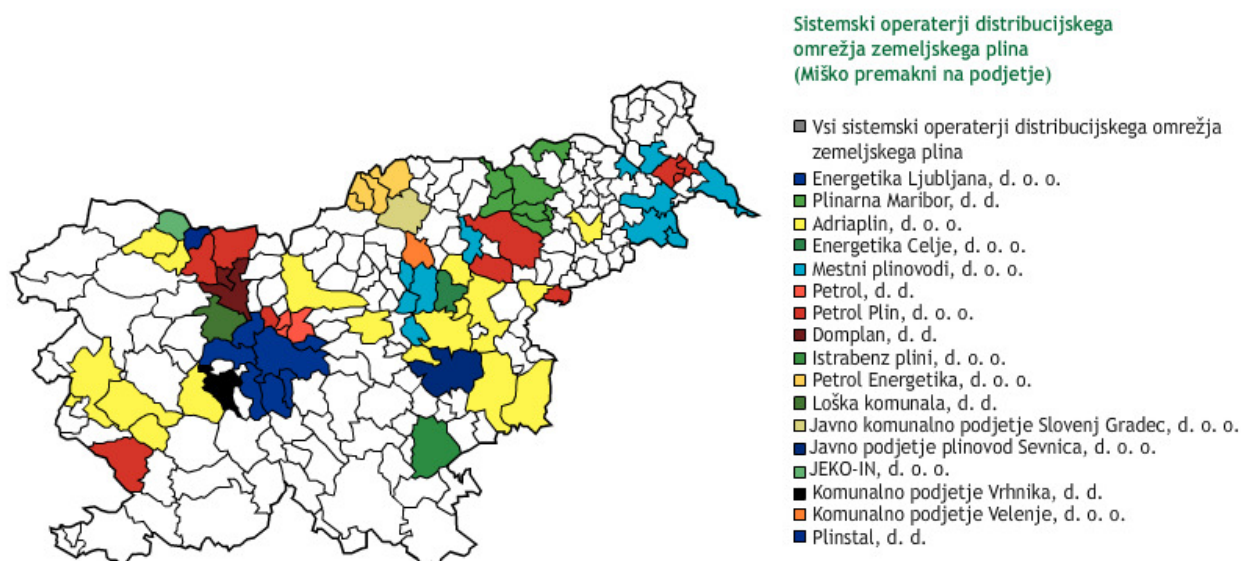 Sistemski operaterji distribucijskega
omrežja zemeljskega plina
(Miško premakni na podjetje)
Vsi sistemski operaterji distribucijskega omrežja
zemeljskega plina
Energetika Ljubljana, d. o. o.
Plinarna Maribor, d. d.
Adriaplin, d. o. o.
Energetika Celje, d. o. o.
Mestni plinovodi, d. o. o.
Petrol, d. d.
Petrol Plin, d. o. o.
Domplan, d. d.
Istrabenz plini, d. o. o.
Petrol Energetika, d. o. o.
Loška komunala, d. d.
Javno komunalno podjetje Slovenj Gradec, d. o. o.
Javno podjetje plinovod Sevnica, d. o. o.
JEKO-IN, d. o. o.
Komunalno podjetje Vrhnika, d. d.
Komunalno podjetje Velenje, d. o. o.
Plinstal, d. d.